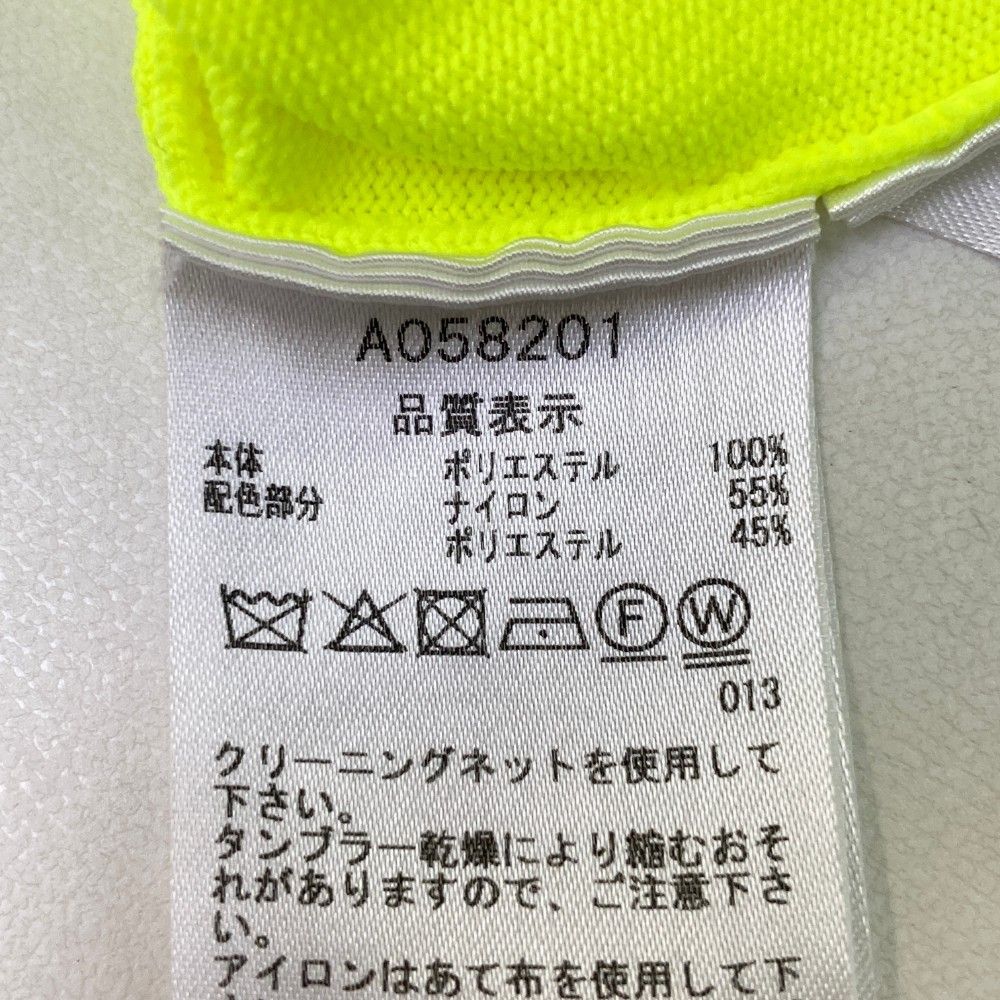 A058201
品質表示
本体 ポリエステル 100%
配色部分 ナイロン 55%
ポリエステル 45%
F W
013
クリーニングネットを使用して
下さい。
タンブラー乾燥により縮むおそ
れがありますので、ご注意下さ
い。
アイロンはあて布を使用して下